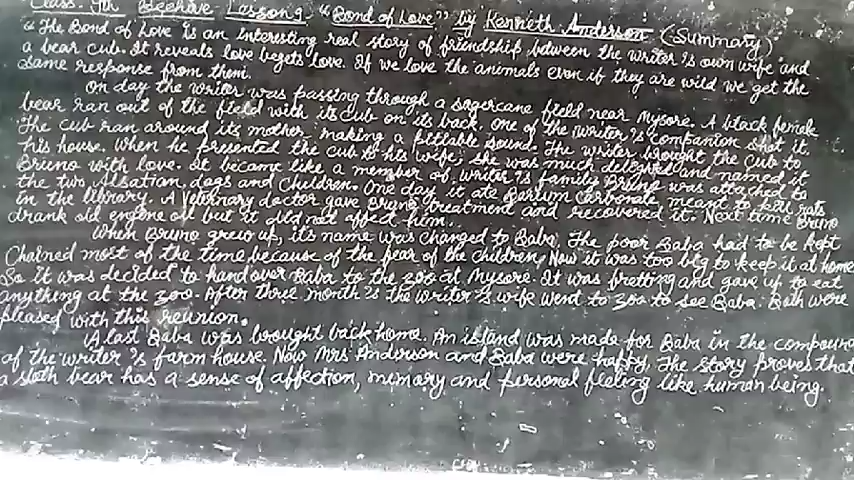 Class-9th Beehive Lassong "Bond of Love" by Kenneth Anderson (Summary)
"The Bond of Love is an interesting real story of friendship between the writer's own wife and
a bear cub. It reveals love begets love. If we love the animals even if they are wild we get the
same response from them.
On day the writer was passing through a sagercane field near Mysore. A black female
bear ran out of the field with its cub on its back. One of the writer's companion shot it.
The cub ran around its mother, making a pittlable sound. The writer brought the cub to
his house. When he presented the cub to his wife, she was much delighted and named it
Bruno with love. It became like a member of writer's family Bruno was attached to
the two Alsatian dogs and children. One day it ate Barium Carbonate meant to kill rats
in the library. A Veterinary doctor gave Bruno treatment and recovered it. Next time Bruno
drank old engine oil but it did not affect him.
When Bruno grew up, its name was changed to Baba. The poor Baba had to be kept
Chained most of the time because of the fear of the children. Now it was too big to keep it at home
So it was decided to hand over Baba to the zoo at Mysore. It was fretting and gave up to eat
anything at the zoo. After three month's the writer's wife went to zoo to see Baba. Both were
pleased with this reunion.
A last Baba was brought back home. An island was made for Baba in the compound
of the writer's farm house. Now Mrs Anderson and Baba were happy. The story proves that
a sloth bear has a sense of affection, mimary and personal feeling like human being.